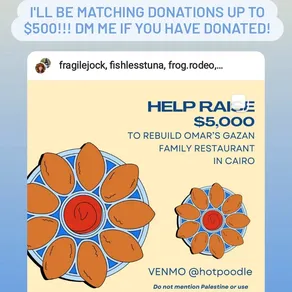 I'LL BE MATCHING DONATIONS UP TO
$500!!! DM ME IF YOU HAVE DONATED!
fragilejock, fishlesstuna, frog.rodeo,...
HELP RAISE
$5,000
TO REBUILD OMAR'S GAZAN
FAMILY RESTAURANT
IN CAIRO
VENMO @hotpoodle
Do not mention Palestine or use